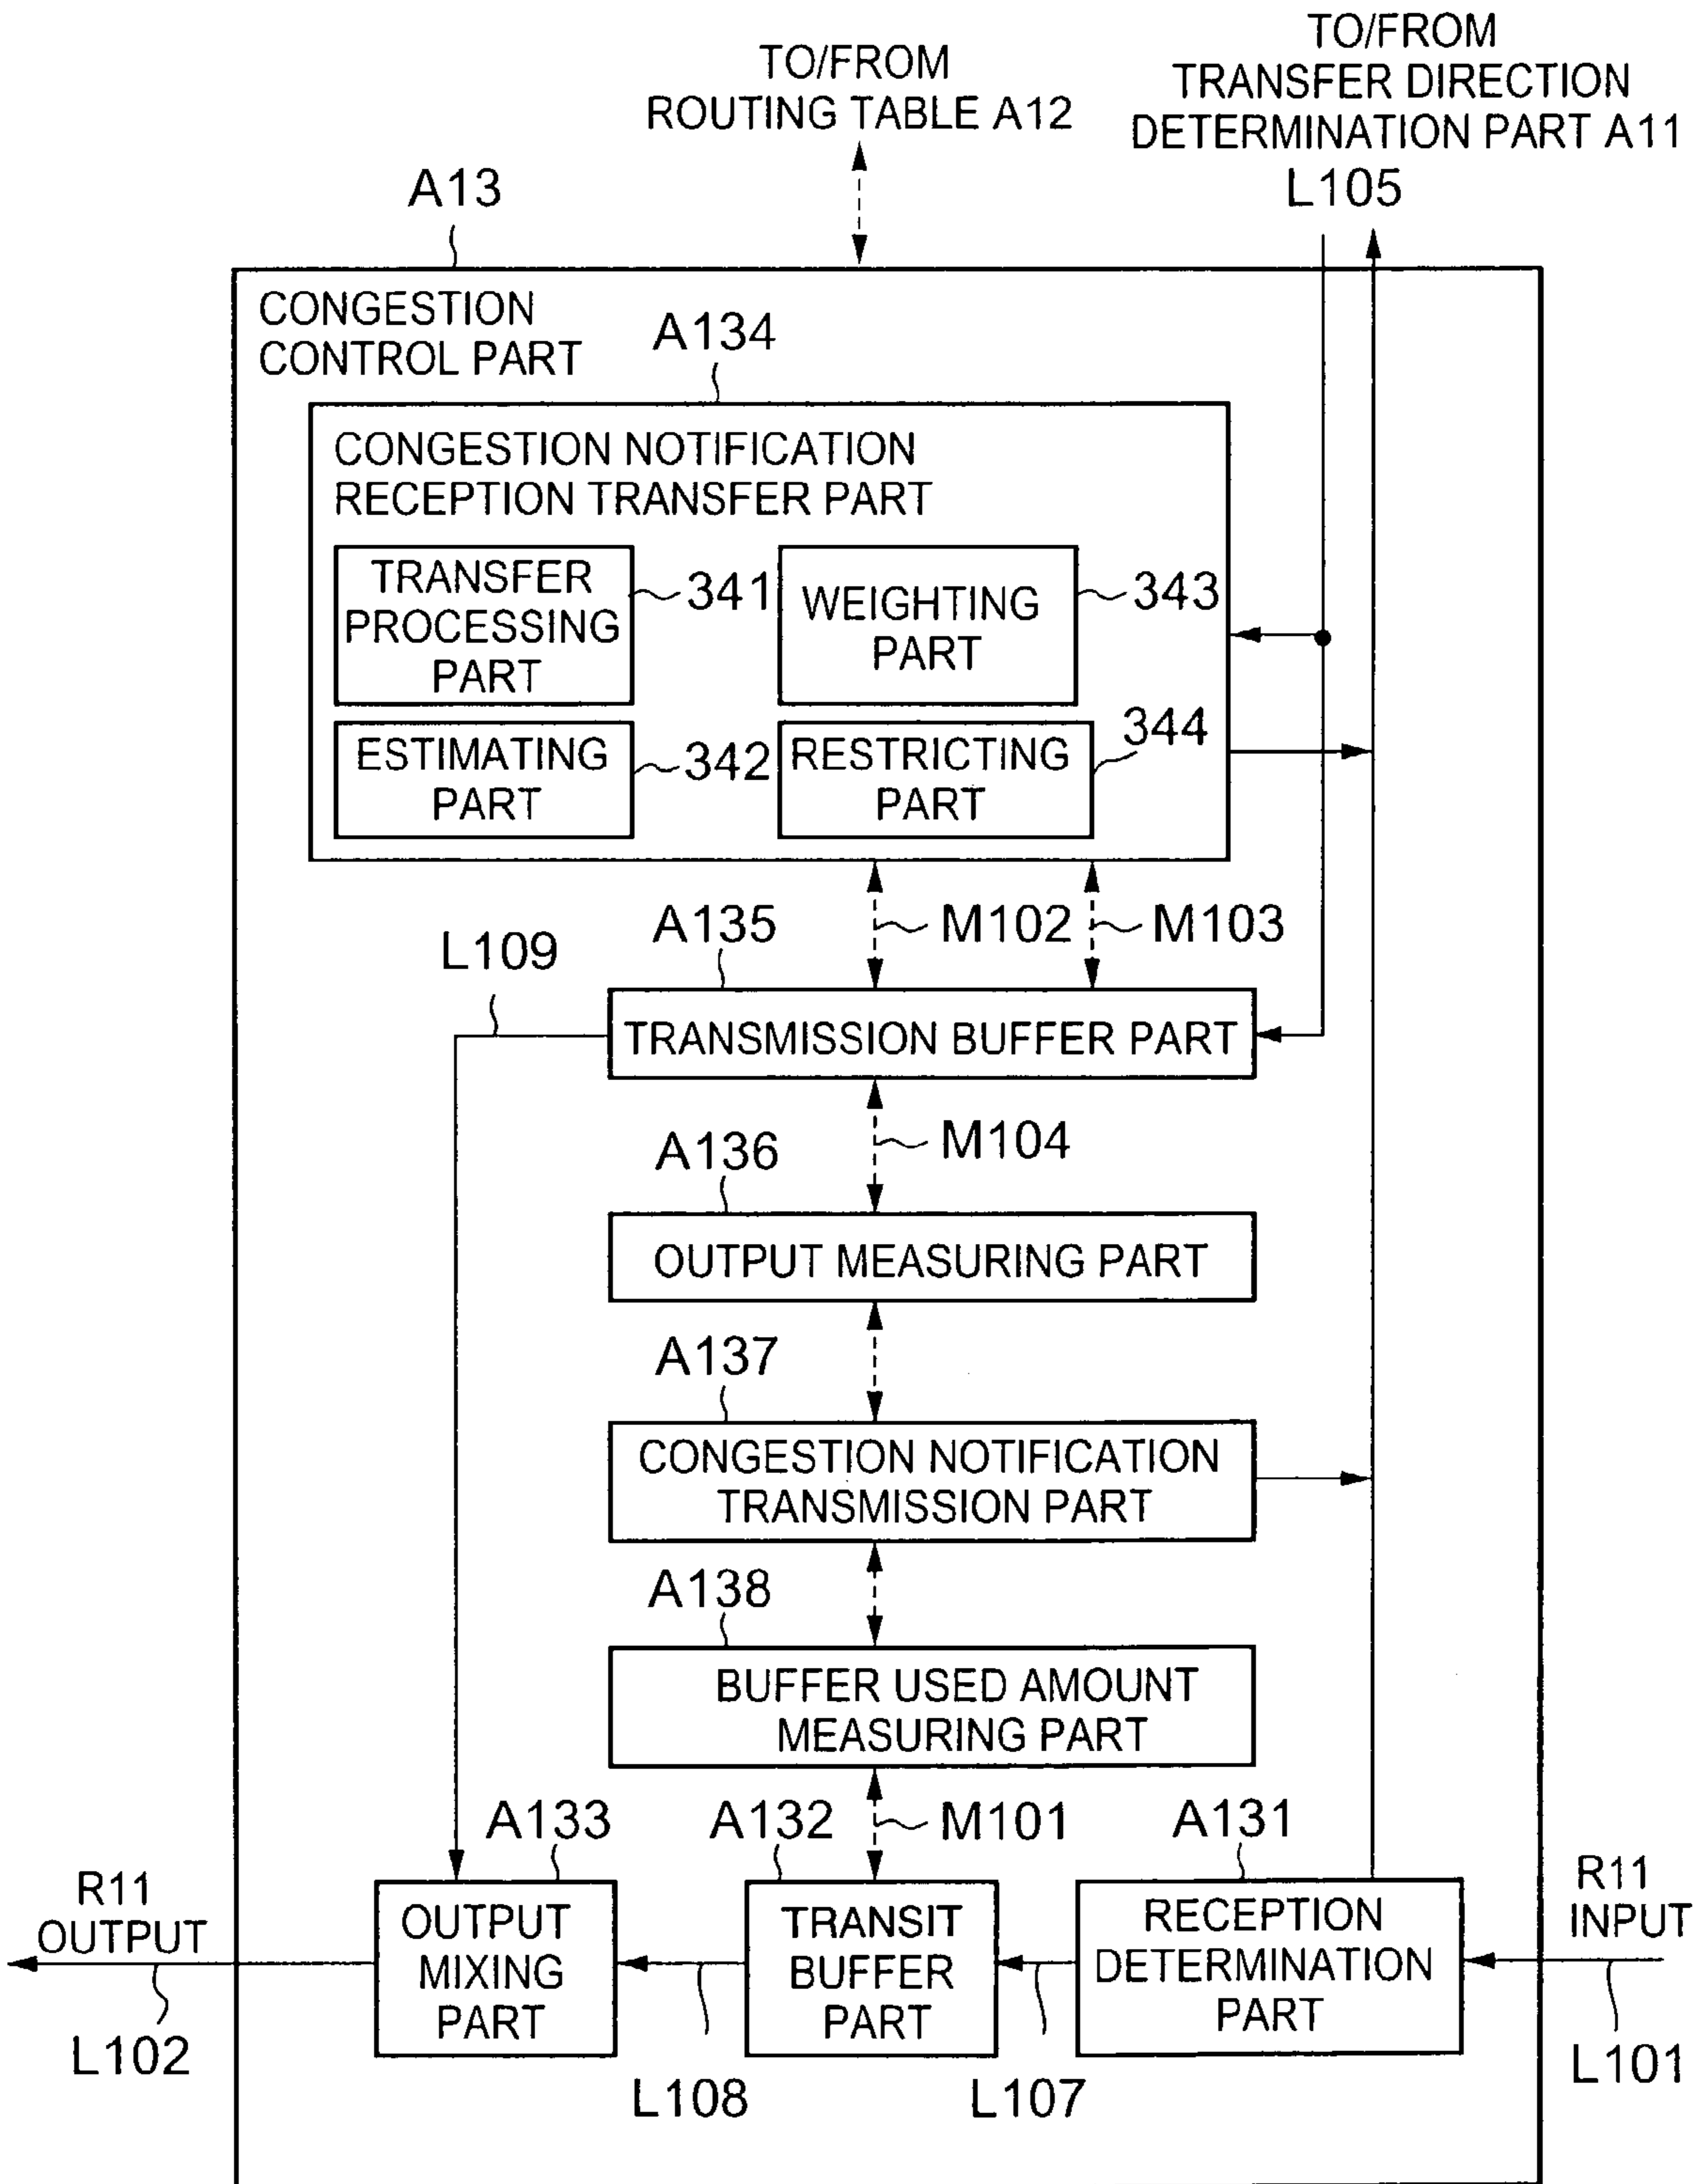 TO/FROM
ROUTING TABLE A12
TO/FROM
TRANSFER DIRECTION
DETERMINATION PART A11
L105
A13
CONGESTION
CONTROL PART
A134
CONGESTION NOTIFICATION
RECEPTION TRANSFER PART
TRANSFER
PROCESSING
PART
341
WEIGHTING
PART
343
ESTIMATING
PART
342
RESTRICTING
PART
344
M102
M103
A135
L109
TRANSMISSION BUFFER PART
M104
A136
OUTPUT MEASURING PART
A137
CONGESTION NOTIFICATION
TRANSMISSION PART
A138
BUFFER USED AMOUNT
MEASURING PART
M101
A133
A132
A131
R11
OUTPUT
OUTPUT
MIXING
PART
TRANSIT
BUFFER
PART
RECEPTION
DETERMINATION
PART
R11
INPUT
L102
L108
L107
L101